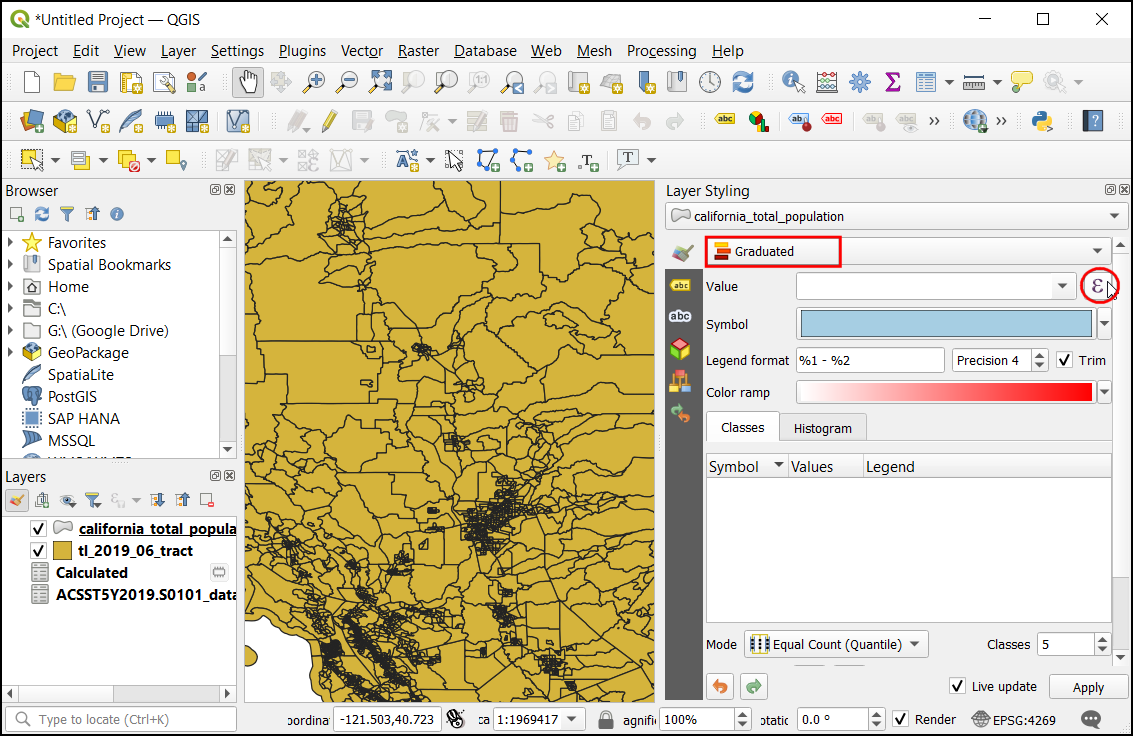 *Untitled Project — QGIS
Project Edit View Layer Settings Plugins Vector Raster Database Web Mesh Processing Help
Browser
Favorites
Spatial Bookmarks
Home
C:\
G:\ (Google Drive)
GeoPackage
SpatiaLite
PostGIS
SAP HANA
MSSQL
Layers
california_total_popula
tl_2019_06_tract
Calculated
ACSST5Y2019.S0101_data
Layer Styling
california_total_population
Graduated
Value
Symbol
Legend format %1 - %2 Precision 4 Trim
Color ramp
Classes Histogram
Symbol Values Legend
Mode Equal Count (Quantile) Classes 5
Live update Apply
Type to locate (Ctrl+K) oordina -121.503,40.723 ca 1:1969417 agnifi 100% otatic 0.0 ° Render EPSG:4269